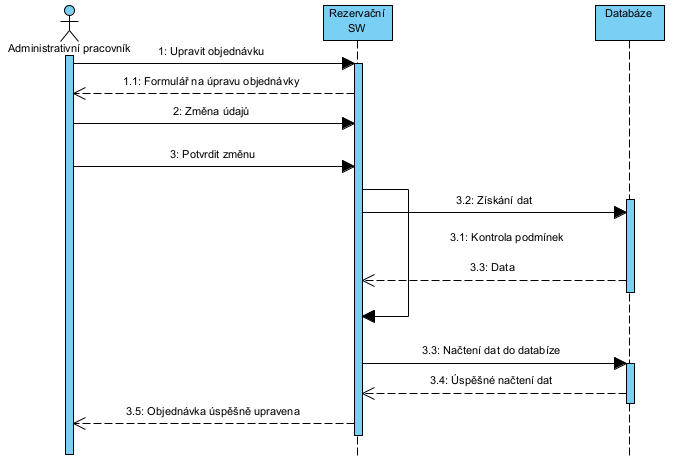 Rezervační
SW
Databáze
Administrativní pracovník
1: Upravit objednávku
1.1: Formulář na úpravu objednávky
2: Změna údajů
3: Potvrdit změnu
3.2: Získání dat
3.1: Kontrola podmínek
3.3: Data
3.3: Načtení dat do databíze
3.4: Úspěšné načtení dat
3.5: Objednávka úspěšně upravena